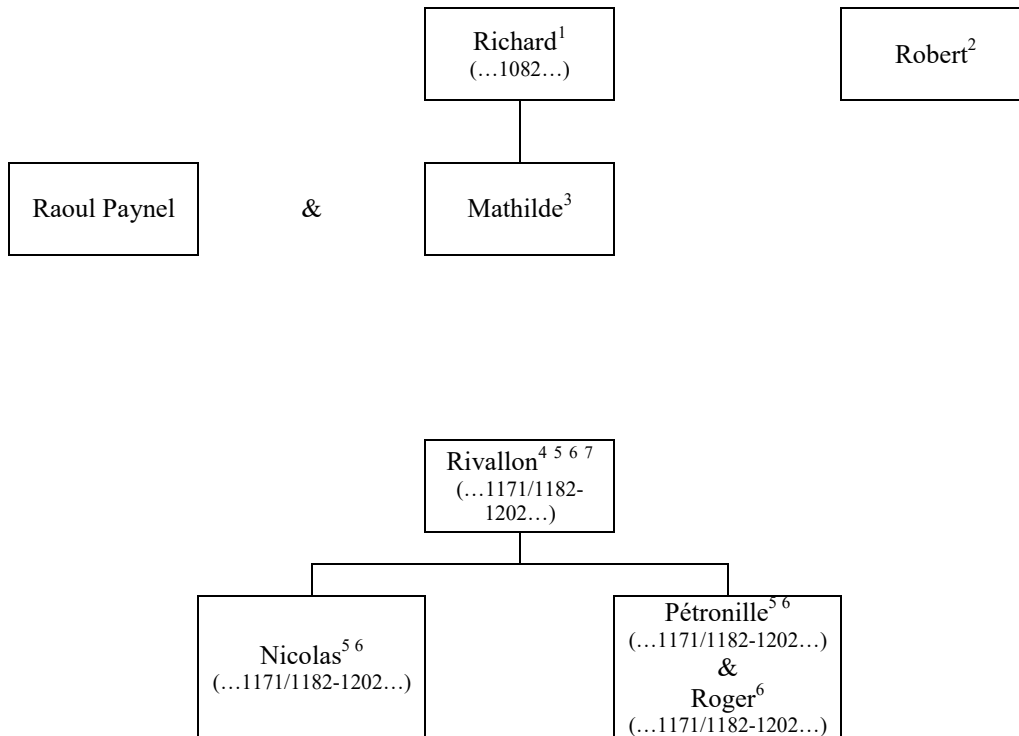 Richard¹
(…1082…)
Robert²
Raoul Paynel
&
Mathilde³
Rivallon⁴ ⁵ ⁶ ⁷
(…1171/1182-
1202…)
Nicolas⁵ ⁶
(…1171/1182-1202…)
Pétronille⁵ ⁶
(…1171/1182-1202…)
&
Roger⁶
(…1171/1182-1202…)